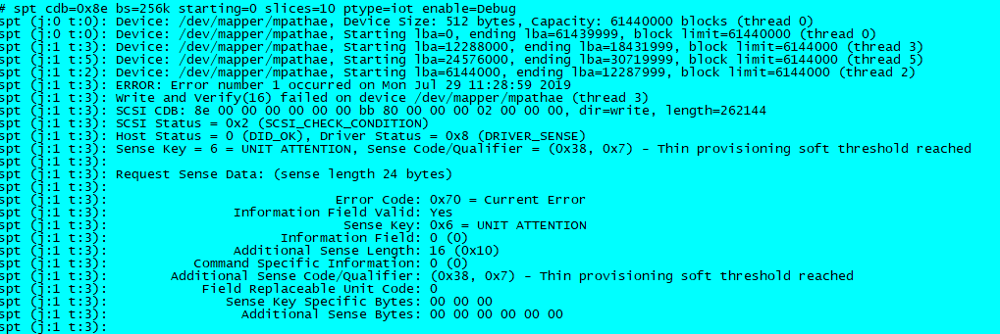 # spt cdb=0x8e bs=256k starting=0 slices=10 ptype=iot enable=Debug
spt (j:0 t:0): Device: /dev/mapper/mpathae, Device Size: 512 bytes, Capacity: 61440000 blocks (thread 0)
spt (j:0 t:0): Device: /dev/mapper/mpathae, Starting lba=0, ending lba=61439999, block limit=61440000 (thread 0)
spt (j:1 t:3): Device: /dev/mapper/mpathae, Starting lba=12288000, ending lba=18431999, block limit=6144000 (thread 3)
spt (j:1 t:5): Device: /dev/mapper/mpathae, Starting lba=24576000, ending lba=30719999, block limit=6144000 (thread 5)
spt (j:1 t:2): Device: /dev/mapper/mpathae, Starting lba=6144000, ending lba=12287999, block limit=6144000 (thread 2)
spt (j:1 t:3): ERROR: Error number 1 occurred on Mon Jul 29 11:28:59 2019
spt (j:1 t:3): Write and Verify(16) failed on device /dev/mapper/mpathae (thread 3)
spt (j:1 t:3): SCSI CDB: 8e 00 00 00 00 00 00 bb 80 00 00 00 02 00 00 00, dir=write, length=262144
spt (j:1 t:3): SCSI Status = 0x2 (SCSI_CHECK_CONDITION)
spt (j:1 t:3): Host Status = 0 (DID_OK), Driver Status = 0x8 (DRIVER_SENSE)
spt (j:1 t:3): Sense Key = 6 = UNIT ATTENTION, Sense Code/Qualifier = (0x38, 0x7) - Thin provisioning soft threshold reached
spt (j:1 t:3):
spt (j:1 t:3): Request Sense Data: (sense length 24 bytes)
spt (j:1 t:3):
spt (j:1 t:3): Error Code: 0x70 = Current Error
spt (j:1 t:3): Information Field Valid: Yes
spt (j:1 t:3): Sense Key: 0x6 = UNIT ATTENTION
spt (j:1 t:3): Information Field: 0 (0)
spt (j:1 t:3): Additional Sense Length: 16 (0x10)
spt (j:1 t:3): Command Specific Information: 0 (0)
spt (j:1 t:3): Additional Sense Code/Qualifier: (0x38, 0x7) - Thin provisioning soft threshold reached
spt (j:1 t:3): Field Replaceable Unit Code: 0
spt (j:1 t:3): Sense Key Specific Bytes: 00 00 00
spt (j:1 t:3): Additional Sense Bytes: 00 00 00 00 00 00
spt (j:1 t:3):